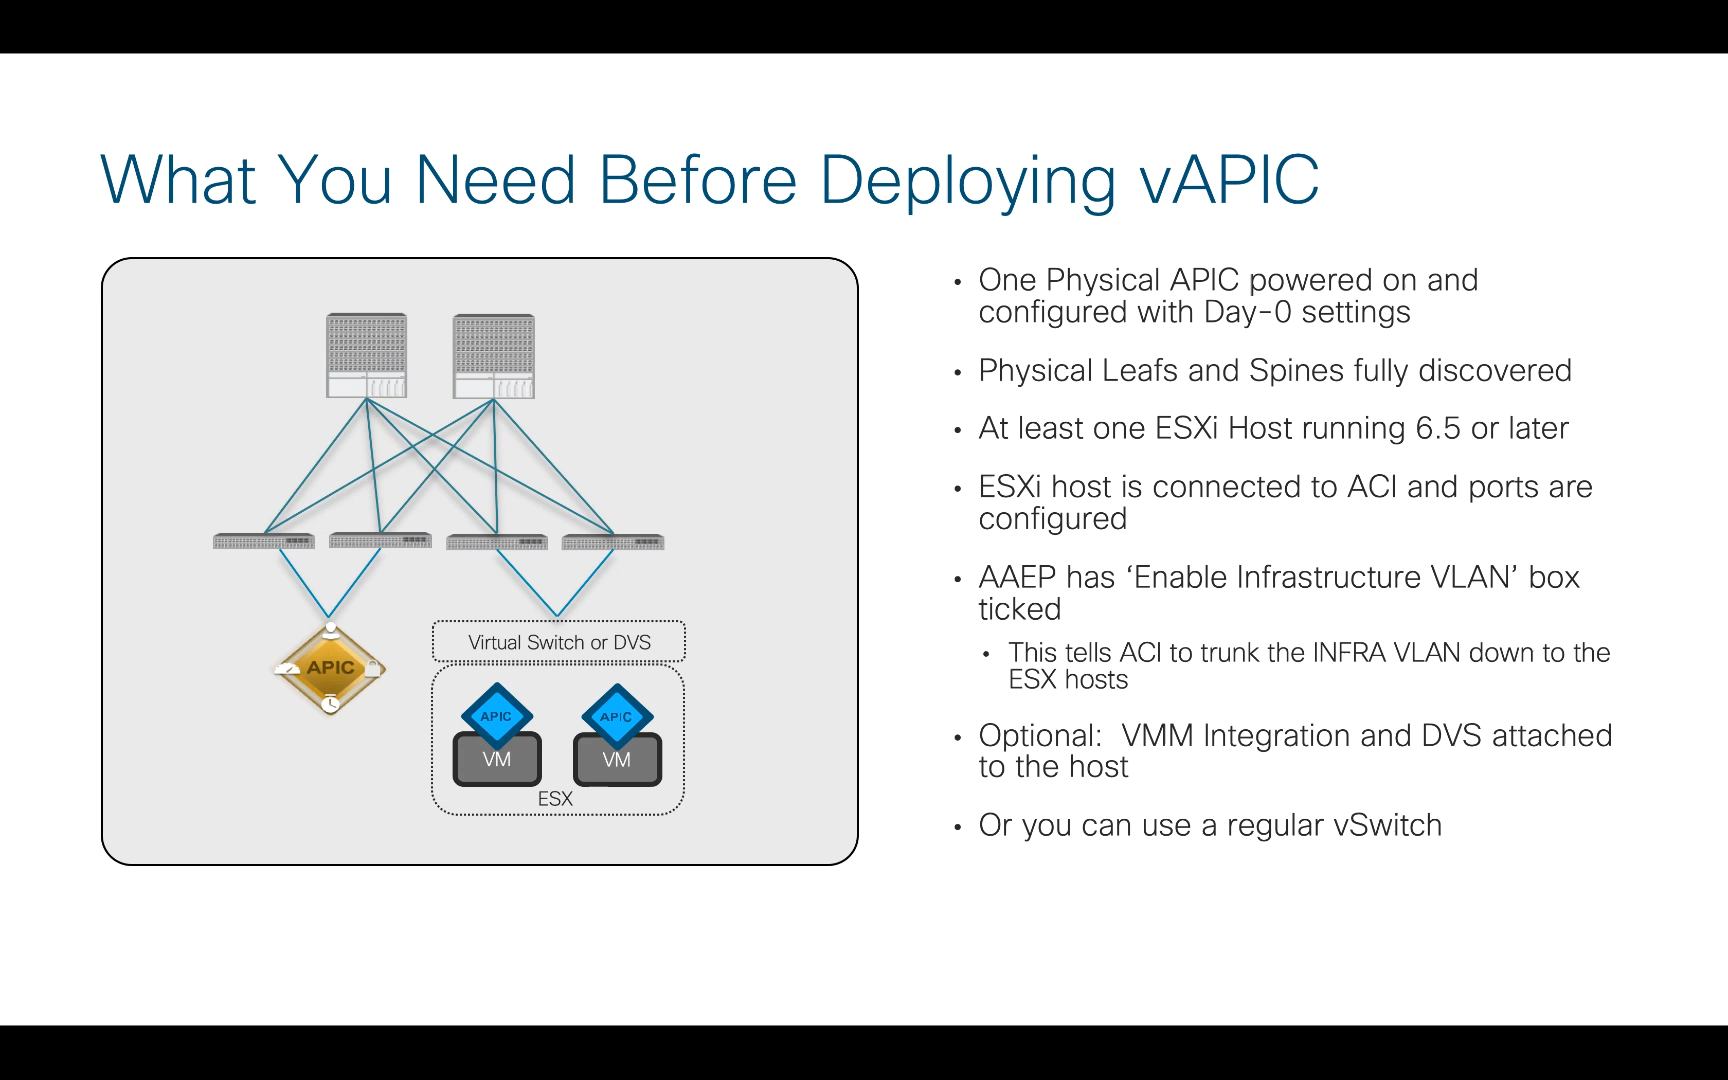 What You Need Before Deploying vAPIC
Virtual Switch or DVS
APIC
APIC
APIC
VM
VM
ESX
• One Physical APIC powered on and
configured with Day-0 settings
• Physical Leafs and Spines fully discovered
• At least one ESXi Host running 6.5 or later
• ESXi host is connected to ACI and ports are
configured
• AAEP has ‘Enable Infrastructure VLAN’ box
ticked
• This tells ACI to trunk the INFRA VLAN down to the
ESX hosts
• Optional:  VMM Integration and DVS attached
to the host
• Or you can use a regular vSwitch